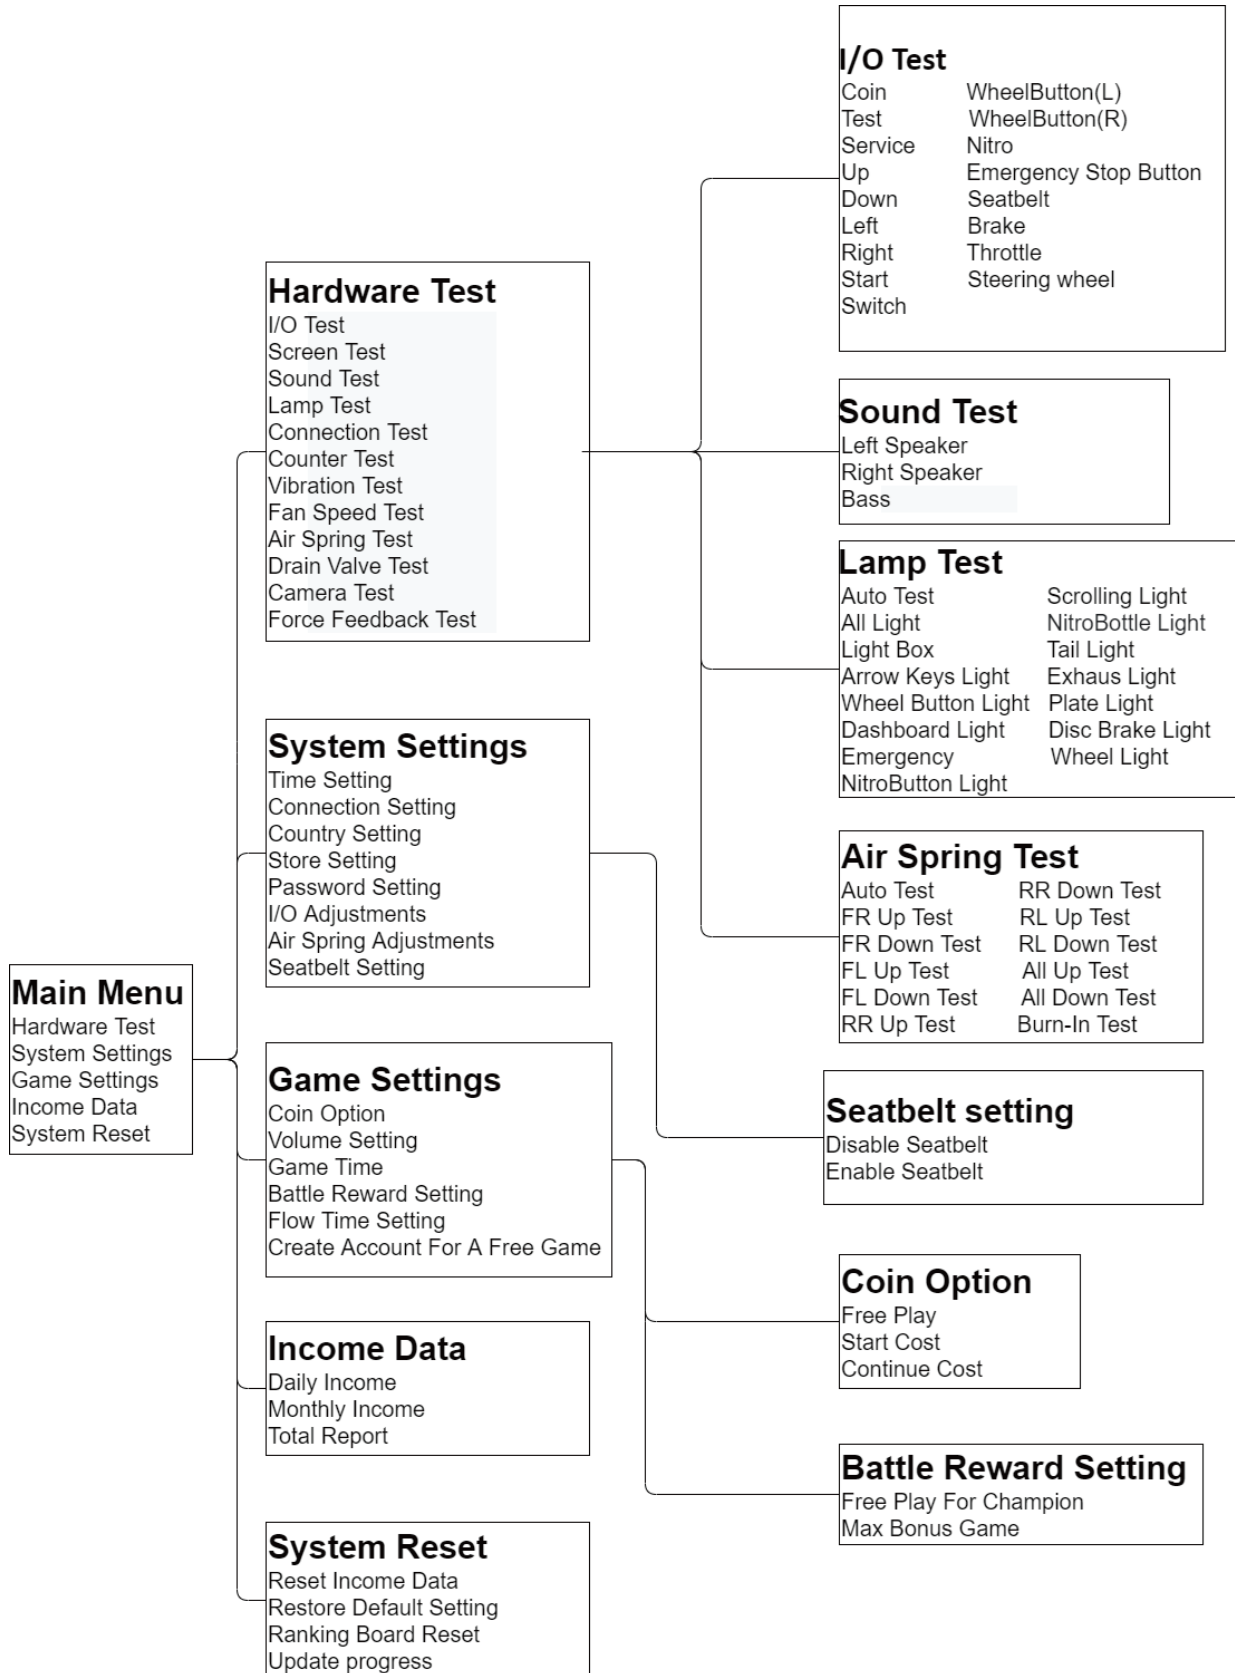 Main Menu
Hardware Test
System Settings
Game Settings
Income Data
System Reset
Hardware Test
I/O Test
Screen Test
Sound Test
Lamp Test
Connection Test
Counter Test
Vibration Test
Fan Speed Test
Air Spring Test
Drain Valve Test
Camera Test
Force Feedback Test
System Settings
Time Setting
Connection Setting
Country Setting
Store Setting
Password Setting
I/O Adjustments
Air Spring Adjustments
Seatbelt Setting
Game Settings
Coin Option
Volume Setting
Game Time
Battle Reward Setting
Flow Time Setting
Create Account For A Free Game
Income Data
Daily Income
Monthly Income
Total Report
System Reset
Reset Income Data
Restore Default Setting
Ranking Board Reset
Update progress
I/O Test
Coin WheelButton(L)
Test WheelButton(R)
Service Nitro
Up Emergency Stop Button
Down Seatbelt
Left Brake
Right Throttle
Start Steering wheel
Switch
Sound Test
Left Speaker
Right Speaker
Bass
Lamp Test
Auto Test Scrolling Light
All Light NitroBottle Light
Light Box Tail Light
Arrow Keys Light Exhaus Light
Wheel Button Light Plate Light
Dashboard Light Disc Brake Light
Emergency Wheel Light
NitroButton Light
Air Spring Test
Auto Test RR Down Test
FR Up Test RL Up Test
FR Down Test RL Down Test
FL Up Test All Up Test
FL Down Test All Down Test
RR Up Test Burn-In Test
Seatbelt setting
Disable Seatbelt
Enable Seatbelt
Coin Option
Free Play
Start Cost
Continue Cost
Battle Reward Setting
Free Play For Champion
Max Bonus Game